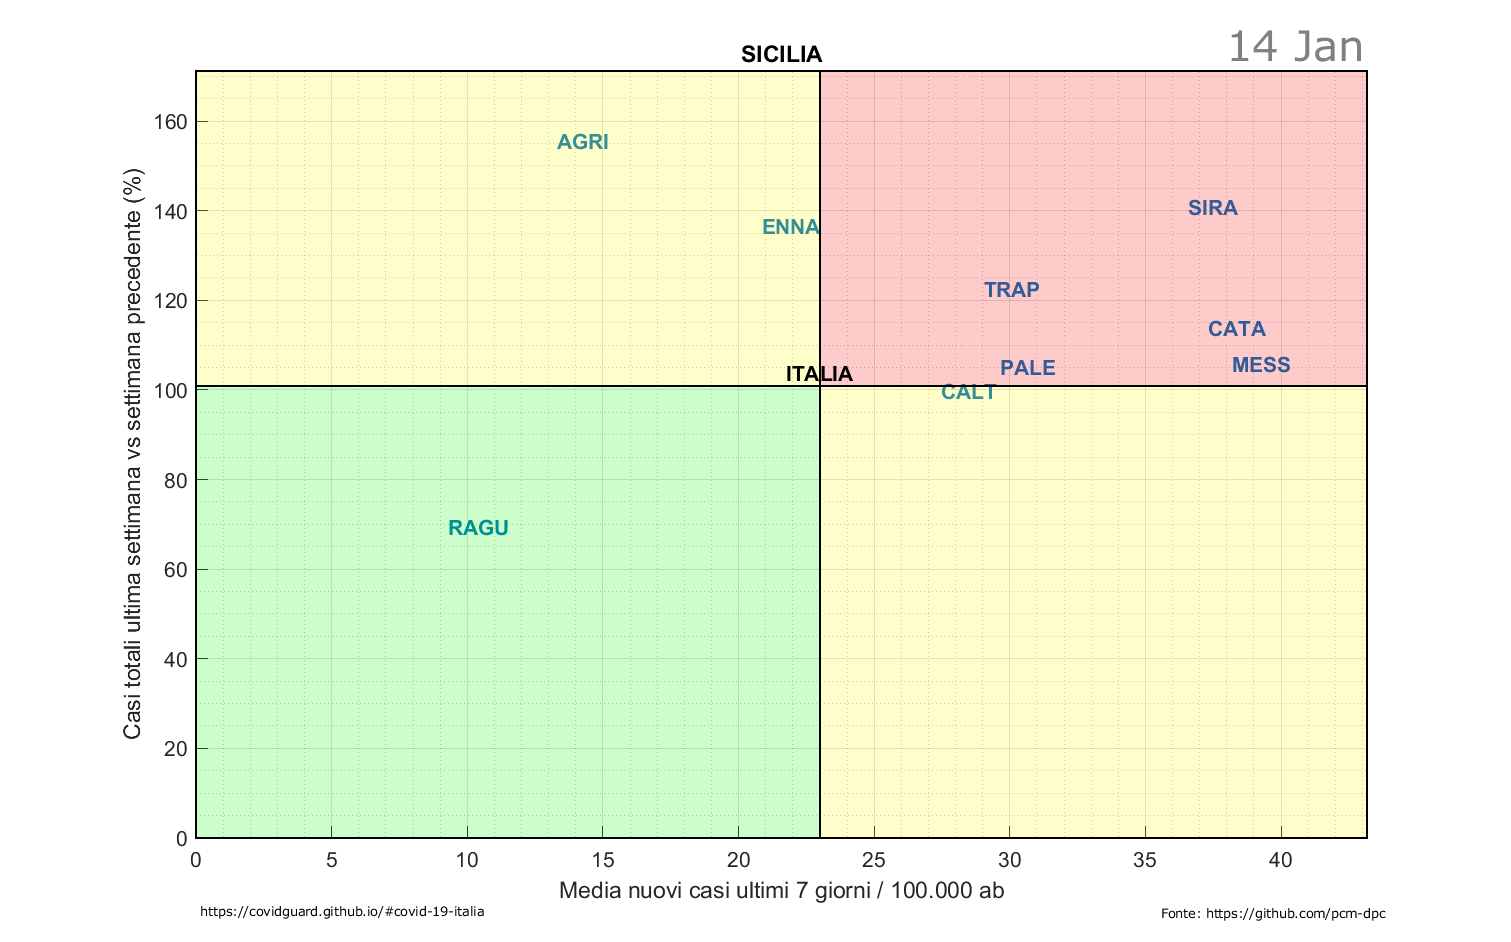 SICILIA
14 Jan
Casi totali ultima settimana vs settimana precedente (%)
160
140
120
100
80
60
40
20
0
AGRI
SIRA
ENNA
TRAP
CATA
MESS
PALE
ITALIA
CALT
RAGU
0 5 10 15 20 25 30 35 40
Media nuovi casi ultimi 7 giorni / 100.000 ab
https://covidguard.github.io/#covid-19-italia
Fonte: https://github.com/pcm-dpc